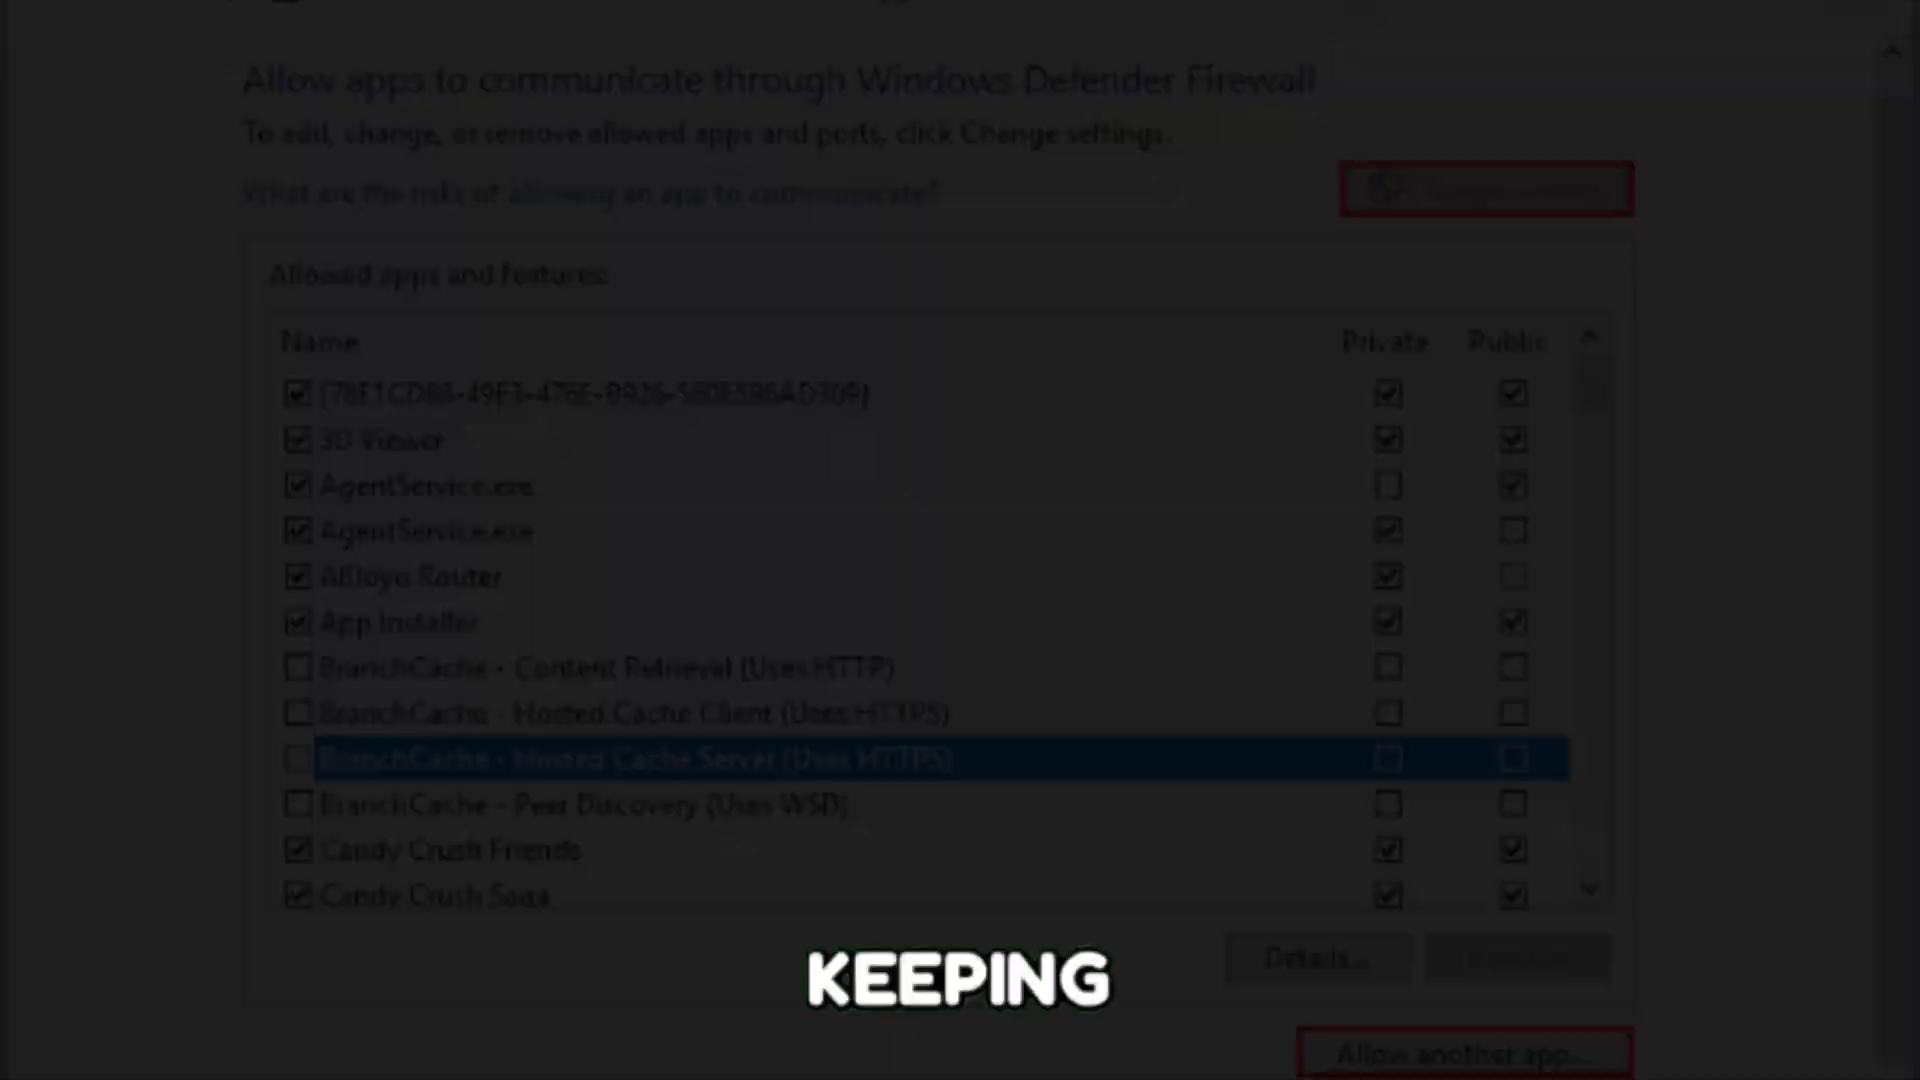 Allow apps to communicate through Windows Defender Firewall
To add, change, or remove allowed apps and ports, click Change settings.
What are the risks of allowing an app to communicate?
Allowed apps and features:
Name Private Public
3D Viewer
AgentService.exe
AgentService.exe
AllJoyn Router
App Installer
BranchCache - Content Retrieval (Uses HTTP)
BranchCache - Hosted Cache Client (Uses HTTPS)
BranchCache - Hosted Cache Server (Uses HTTPS)
BranchCache - Peer Discovery (Uses WSD)
Candy Crush Friends
Candy Crush Saga
Details...
KEEPING
Allow another app...